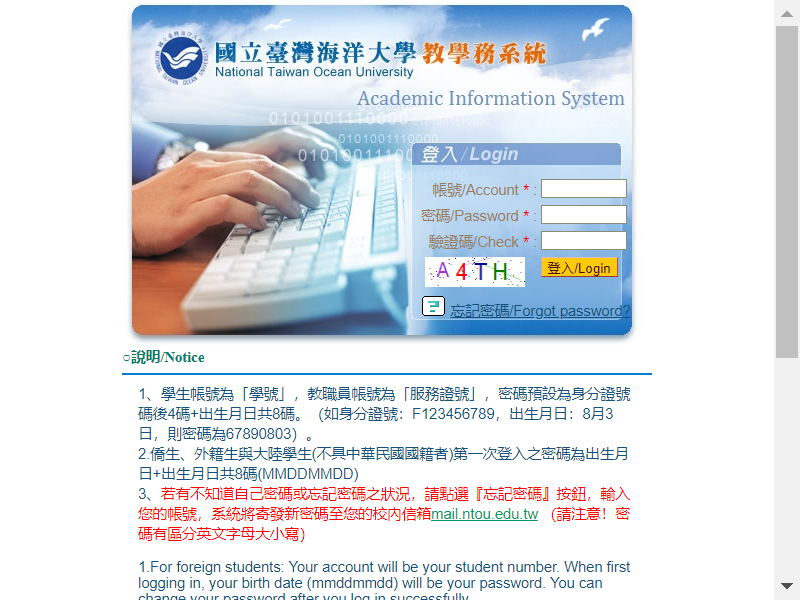 國立臺灣海洋大學 教學務系統
National Taiwan Ocean University
Academic Information System
0101001110000
0101001110000
010100111100
登入/Login
帳號/Account * :
密碼/Password * :
驗證碼/Check * :
A4TH
登入/Login
忘記密碼/Forgot password?
○說明/Notice
1、學生帳號為「學號」，教職員帳號為「服務證號」，密碼預設為身分證號
碼後4碼+出生月日共8碼。（如身分證號：F123456789，出生月日：8月3
日，則密碼為67890803）。
2.僑生、外籍生與大陸學生(不具中華民國國籍者)第一次登入之密碼為出生月
日+出生月日共8碼(MMDDMMDD)
3、若有不知道自己密碼或忘記密碼之狀況，請點選『忘記密碼』按鈕，輸入
您的帳號，系統將寄發新密碼至您的校內信箱mail.ntou.edu.tw （請注意！密
碼有區分英文字母大小寫）
1.For foreign students: Your account will be your student number. When first
logging in, your birth date (mmddmmdd) will be your password. You can
change your password after you log in successfully.